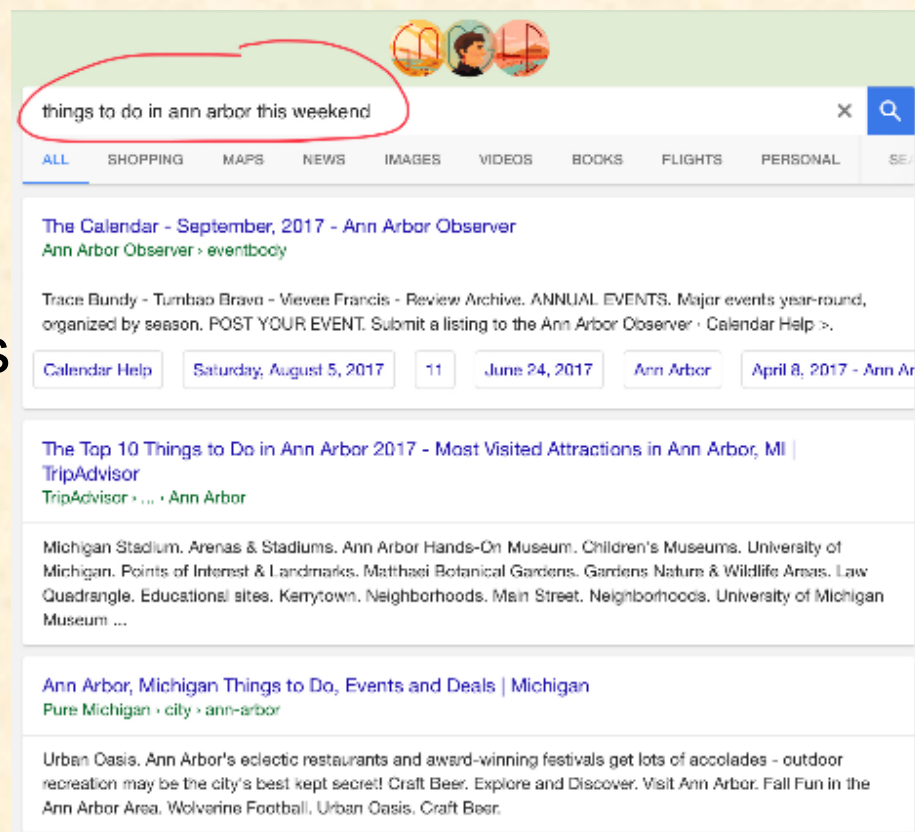 things to do in ann arbor this weekend
ALL SHOPPING MAPS NEWS IMAGES VIDEOS BOOKS FLIGHTS PERSONAL SEA
The Calendar - September, 2017 - Ann Arbor Observer
Ann Arbor Observer › eventbody
Trace Bundy - Tumbao Bravo - Vievee Francis - Review Archive. ANNUAL EVENTS. Major events year-round,
organized by season. POST YOUR EVENT. Submit a listing to the Ann Arbor Observer · Calendar Help >.
s
Calendar Help Saturday, August 5, 2017 11 June 24, 2017 Ann Arbor April 8, 2017 - Ann Ar
The Top 10 Things to Do in Ann Arbor 2017 - Most Visited Attractions in Ann Arbor, MI |
TripAdvisor
TripAdvisor › ... › Ann Arbor
Michigan Stadium. Arenas & Stadiums. Ann Arbor Hands-On Museum. Children's Museums. University of
Michigan. Points of Interest & Landmarks. Matthaei Botanical Gardens. Gardens Nature & Wildlife Areas. Law
Quadrangle. Educational sites. Kerrytown. Neighborhoods. Main Street. Neighborhoods. University of Michigan
Museum ...
Ann Arbor, Michigan Things to Do, Events and Deals | Michigan
Pure Michigan › city › ann-arbor
Urban Oasis. Ann Arbor's eclectic restaurants and award-winning festivals get lots of accolades - outdoor
recreation may be the city's best kept secret! Craft Beer. Explore and Discover. Visit Ann Arbor. Fall Fun in the
Ann Arbor Area. Wolverine Football. Urban Oasis. Craft Beer.